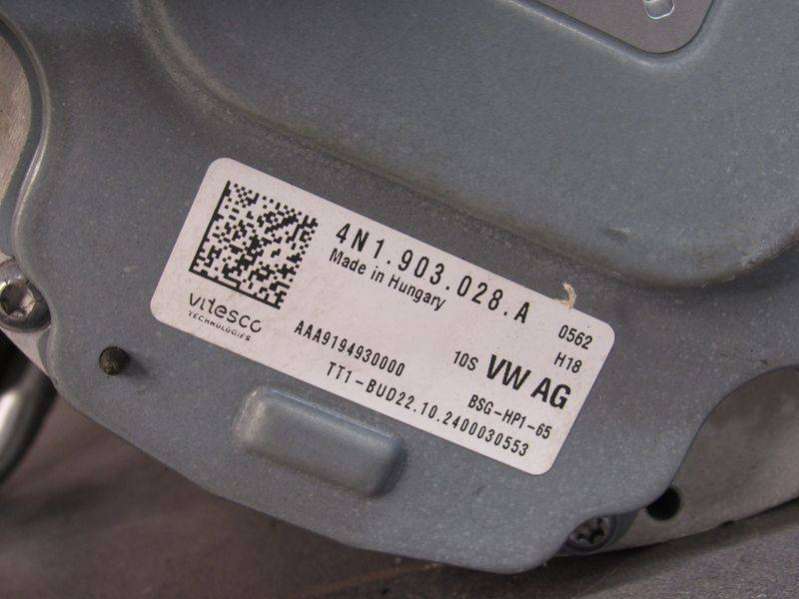 4N1.903.028.A
Made in Hungary
0562
H18
vitesco
TECHNOLOGIES
AAA9194930000
10S VW AG
TT1-BUD22.10.2400030553
BSG-HP1-65